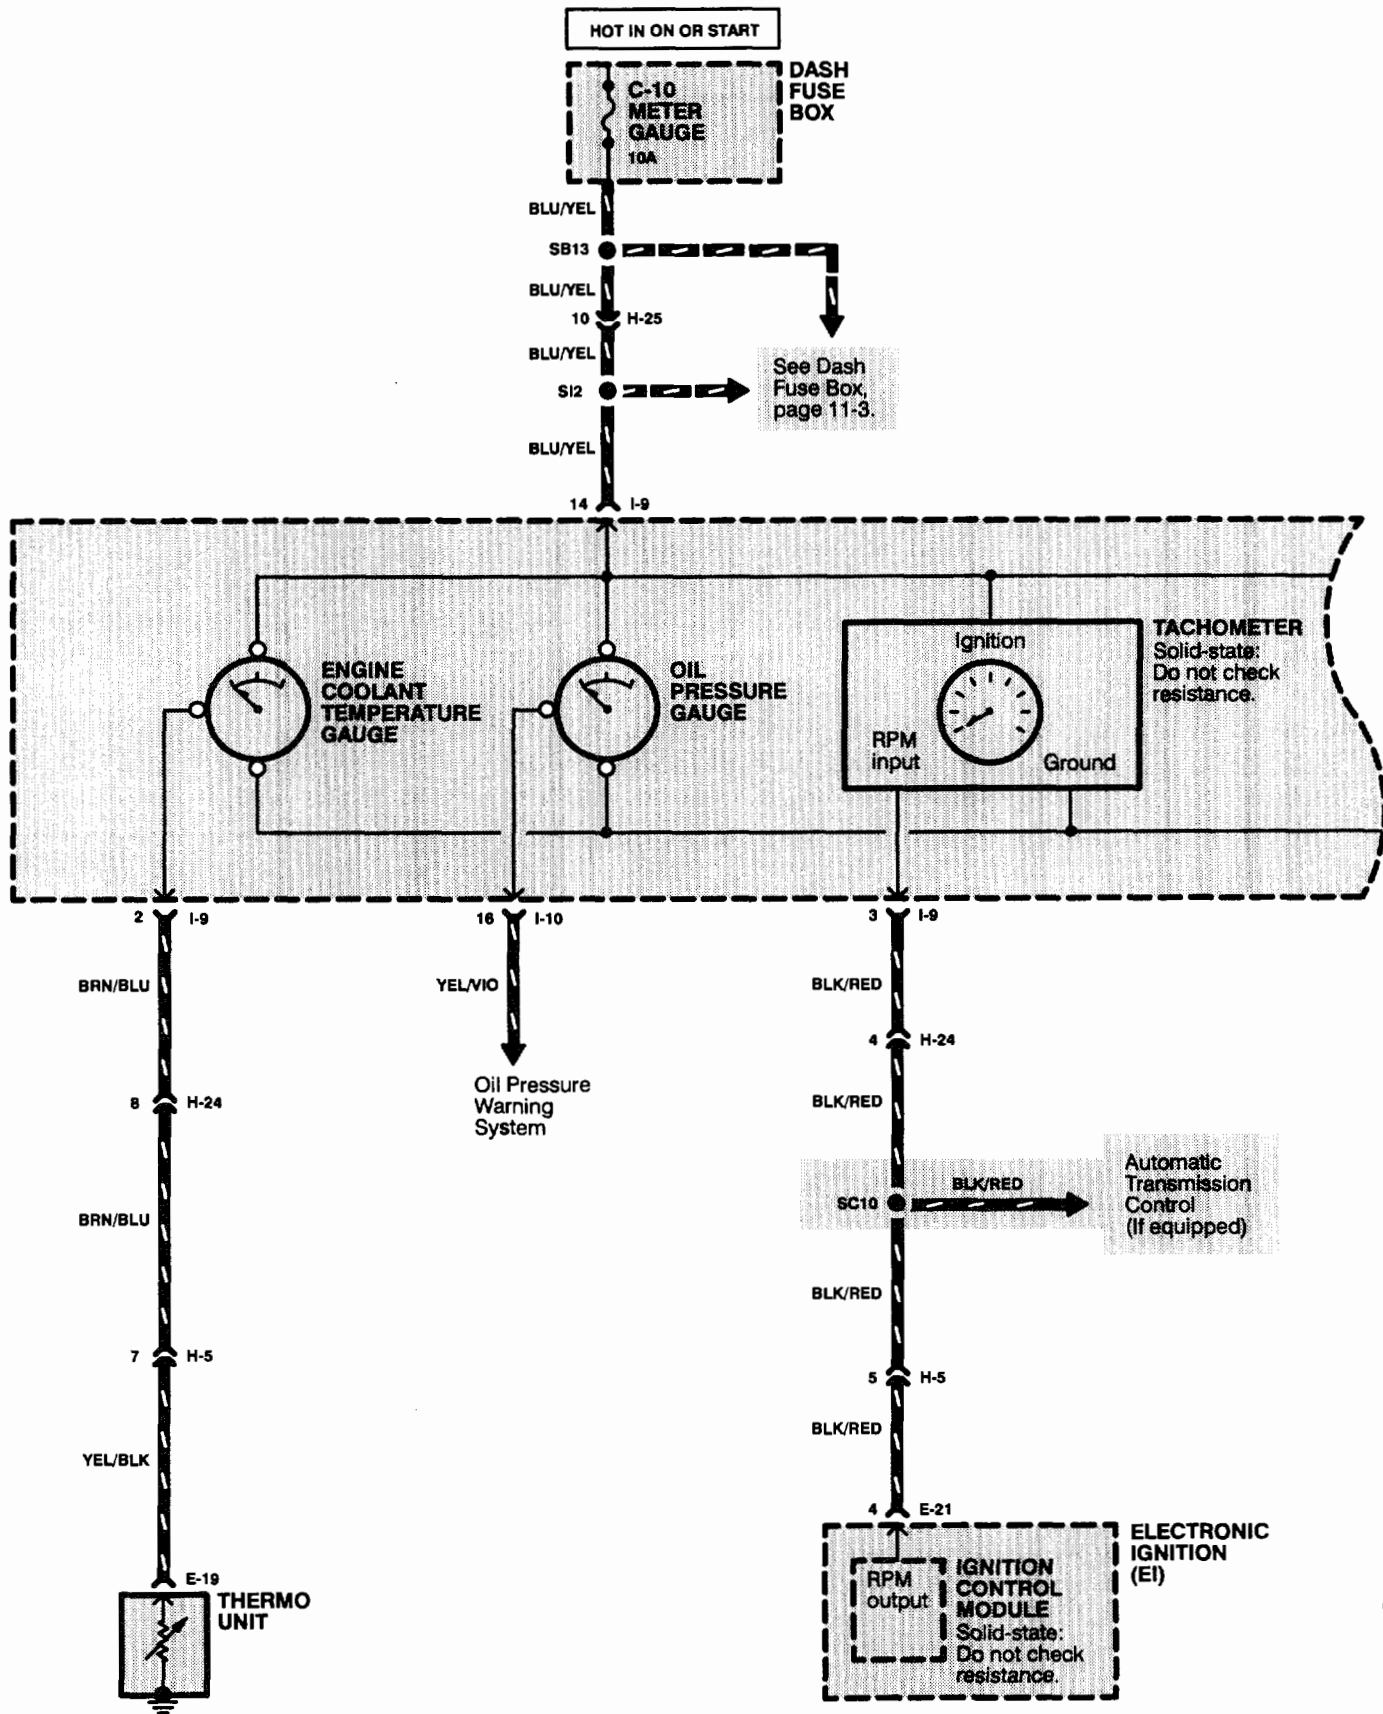 HOT IN ON OR START
DASH
FUSE
BOX
C-10
METER
GAUGE
10A
BLU/YEL
SB13
BLU/YEL
10 H-25
BLU/YEL
SI2
See Dash
Fuse Box,
page 11-3.
BLU/YEL
14 I-9
ENGINE
COOLANT
TEMPERATURE
GAUGE
OIL
PRESSURE
GAUGE
Ignition
RPM
input
Ground
TACHOMETER
Solid-state:
Do not check
resistance.
2 I-9
16 I-10
3 I-9
BRN/BLU
YEL/VIO
BLK/RED
4 H-24
Oil Pressure
Warning
System
8 H-24
BLK/RED
SC10
BLK/RED
Automatic
Transmission
Control
(If equipped)
BRN/BLU
BLK/RED
7 H-5
5 H-5
BLK/RED
YEL/BLK
4 E-21
ELECTRONIC
IGNITION
(EI)
RPM
output
IGNITION
CONTROL
MODULE
Solid-state:
Do not check
resistance.
E-19
THERMO
UNIT